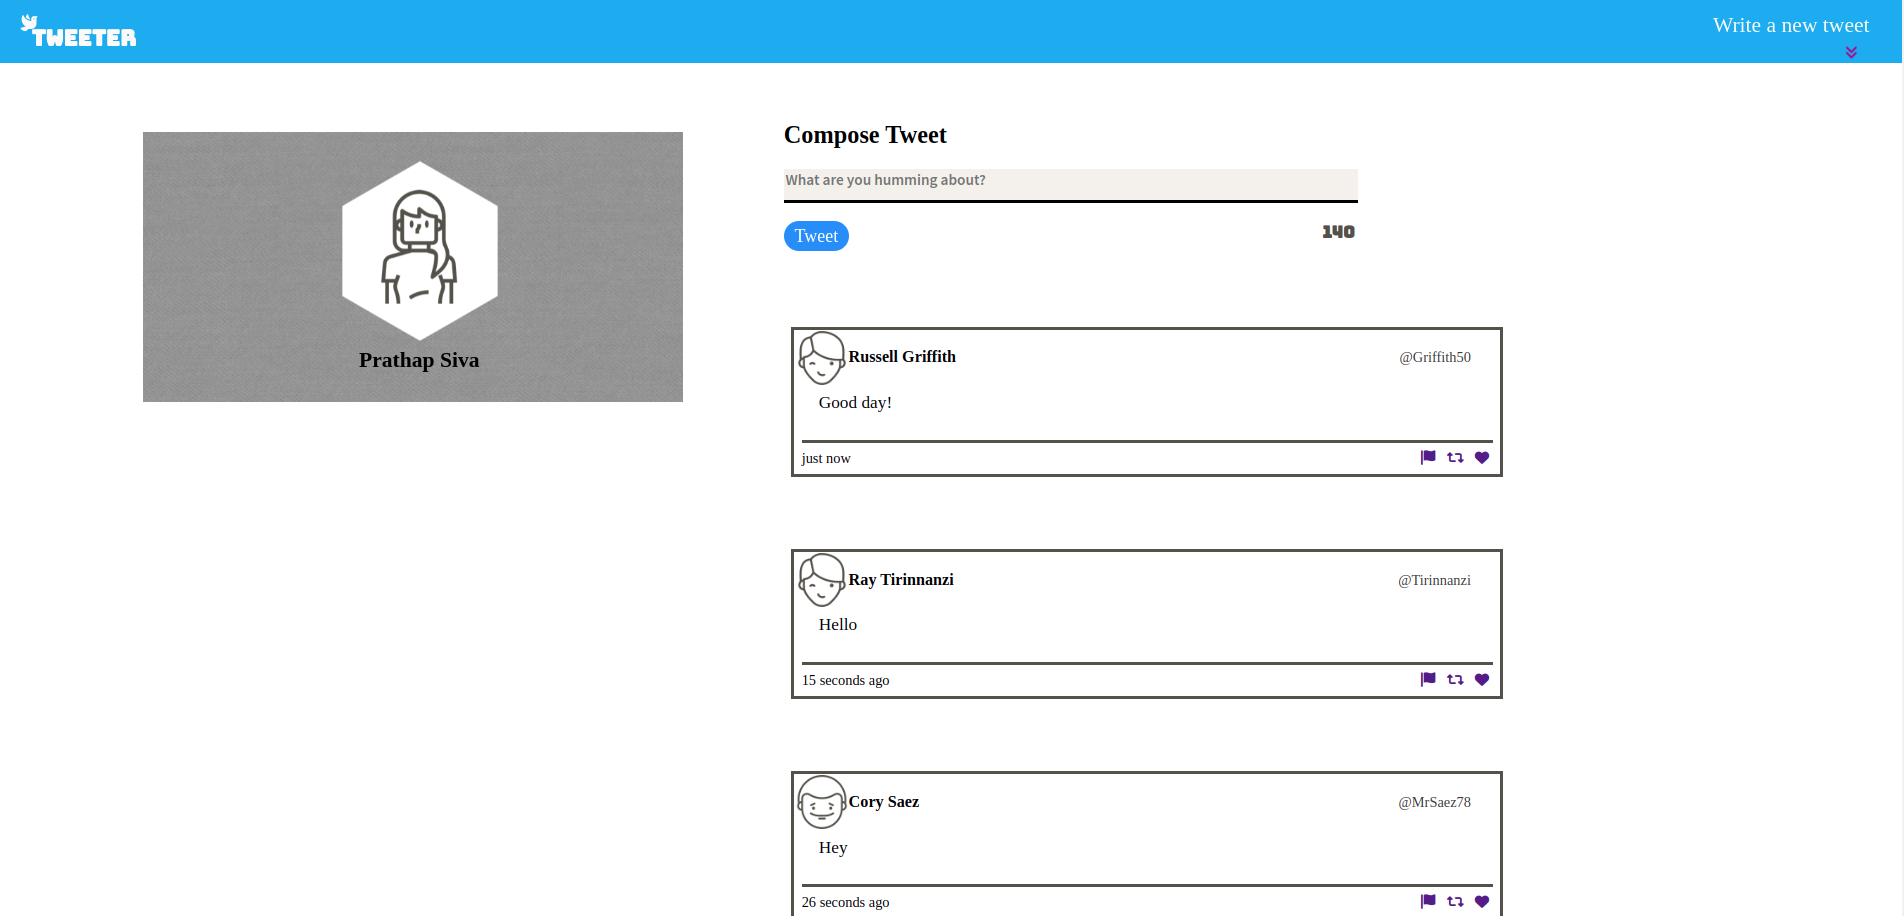 TWEETER
Write a new tweet
Prathap Siva
Compose Tweet
What are you humming about?
Tweet
140
Russell Griffith
@Griffith50
Good day!
just now
Ray Tirinnanzi
@Tirinnanzi
Hello
15 seconds ago
Cory Saez
@MrSaez78
Hey
26 seconds ago